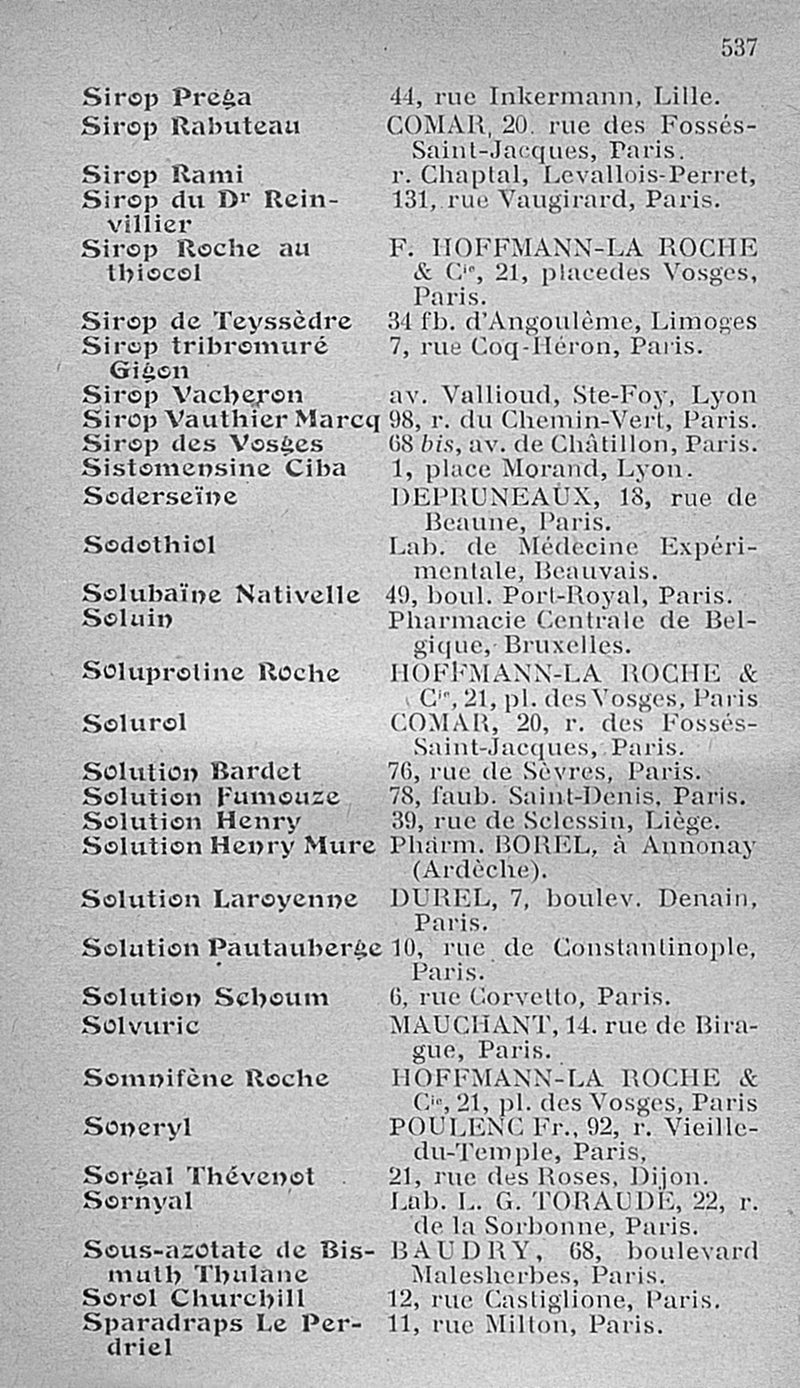 537
Sirop Prega 44, rue Inkermann, Lille.
Sirop Rabuteau COMAR, 20. rue des Fossés-
Saint-Jacques, Paris.
Sirop Rami r. Chaptal, Levallois-Perret,
Sirop du Dr Rein- 131, rue Vaugirard, Paris.
villier
Sirop Roche au F. HOFFMANN-LA ROCHE
thiocol & Cie, 21, placedes Vosges,
Paris.
Sirop de Teyssèdre 34 fb. d'Angoulême, Limoges
Sirop tribromuré 7, rue Coq-Héron, Paris.
Gigon
Sirop Vacheron av. Vallioud, Ste-Foy, Lyon
Sirop Vauthier Marcq 98, r. du Chemin-Vert, Paris.
Sirop des Vosges 68 bis, av. de Châtillon, Paris.
Sistomensine Ciba 1, place Morand, Lyon.
Soderseïne DEPRUNEAUX, 18, rue de
Beaune, Paris.
Sodothiol Lab. de Médecine Expéri-
mentale, Beauvais.
Solubaïne Nativelle 49, boul. Port-Royal, Paris.
Soluin Pharmacie Centrale de Bel-
gique, Bruxelles.
Soluprotine Roche HOFFMANN-LA ROCHE &
Cie, 21, pl. des Vosges, Paris
Solurol COMAR, 20, r. des Fossés-
Saint-Jacques, Paris.
Solution Bardet 76, rue de Sèvres, Paris.
Solution Fumouze 78, faub. Saint-Denis, Paris.
Solution Henry 39, rue de Sclessin, Liège.
Solution Henry Mure Pharm. BOREL, à Annonay
(Ardèche).
Solution Laroyenne DUREL, 7, boulev. Denain,
Paris.
Solution Pautauberge 10, rue de Constantinople,
Paris.
Solution Schoum 6, rue Corvetto, Paris.
Solvuric MAUCHANT, 14. rue de Bira-
gue, Paris.
Somnifène Roche HOFFMANN-LA ROCHE &
Cie, 21, pl. des Vosges, Paris
Soneryl POULENC Fr., 92, r. Vieille-
du-Temple, Paris,
Sorgal Thévenot 21, rue des Roses, Dijon.
Sornyal Lab. L. G. TORAUDE, 22, r.
de la Sorbonne, Paris.
Sous-azotate de Bis- BAUDRY, 68, boulevard
muth Thulane Malesherbes, Paris.
Sorol Churchill 12, rue Castiglione, Paris.
Sparadraps Le Per- 11, rue Milton, Paris.
driel